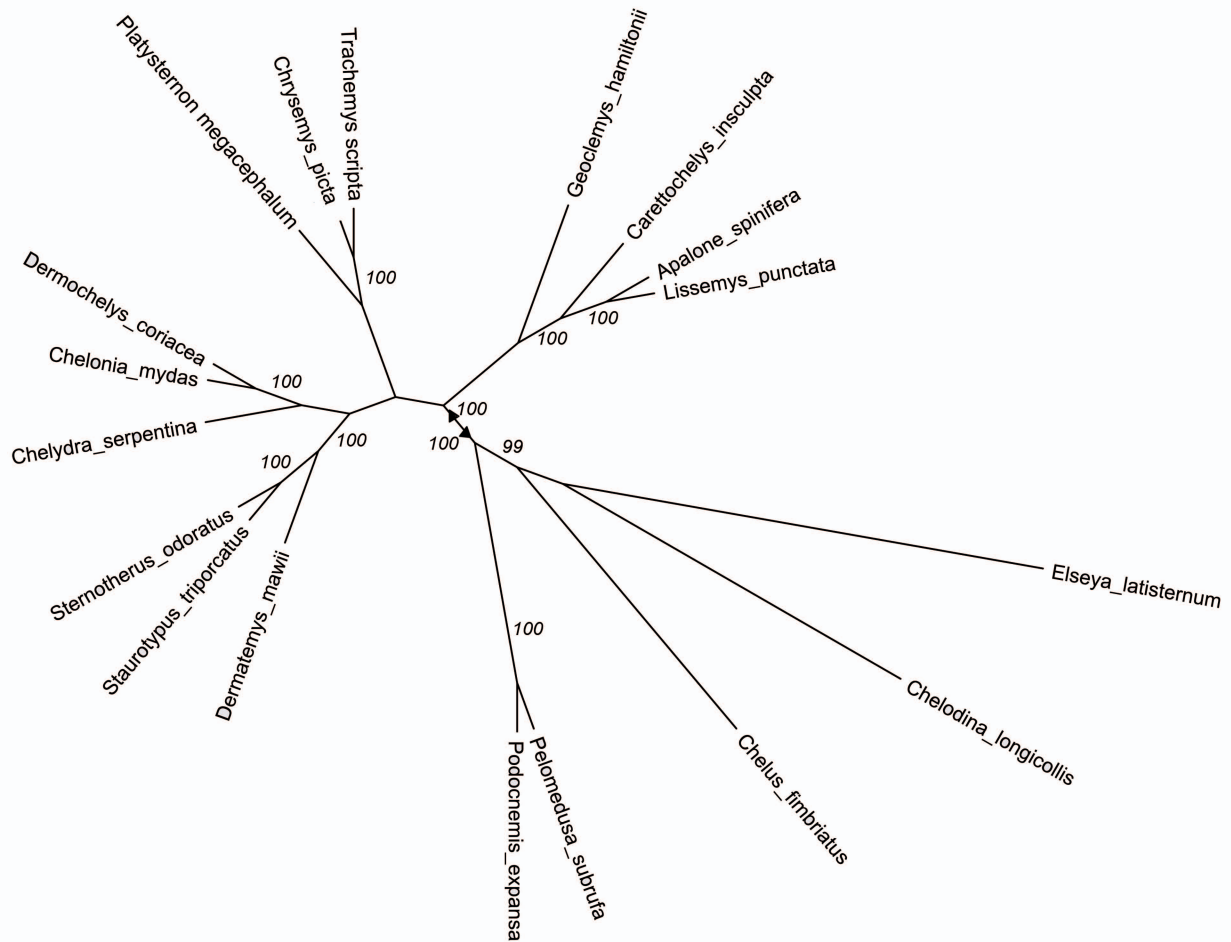 Platysternon megacephalum
Chrysemys_picta
Trachemys scripta
100
Geoclemys_hamiltonii
Carettochelys_insculpta
Apalone_spinifera
Lissemys_punctata
100
100
Dermochelys_coriacea
Chelonia_mydas
100
Chelydra_serpentina
100
100
100
100
99
Sternotherus_odoratus
Staurotypus_triporcatus
Dermatemys_mawii
100
Elseya_latisternum
Chelodina_longicollis
Chelus_fimbriatus
Pelomedusa_subrufa
Podocnemis_expansa